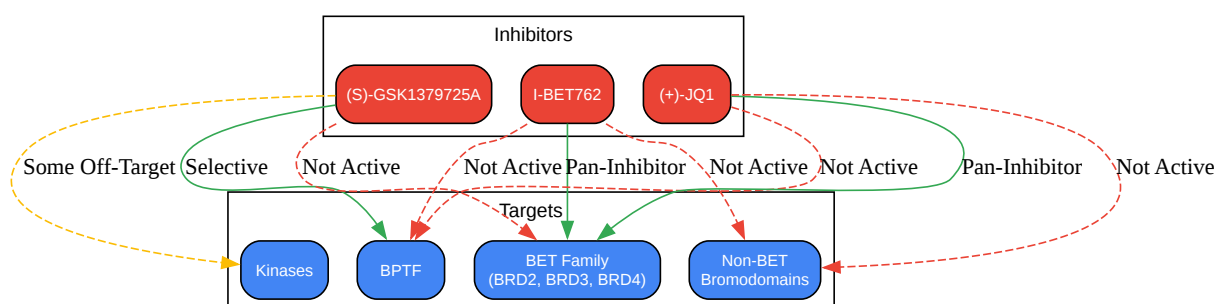 Inhibitors
(S)-GSK1379725A
I-BET762
(+)-JQ1
Some Off-Target
Selective
Not Active
Not Active
Pan-Inhibitor
Not Active
Not Active
Pan-Inhibitor
Not Active
Targets
Kinases
BPTF
BET Family
(BRD2, BRD3, BRD4)
Non-BET
Bromodomains